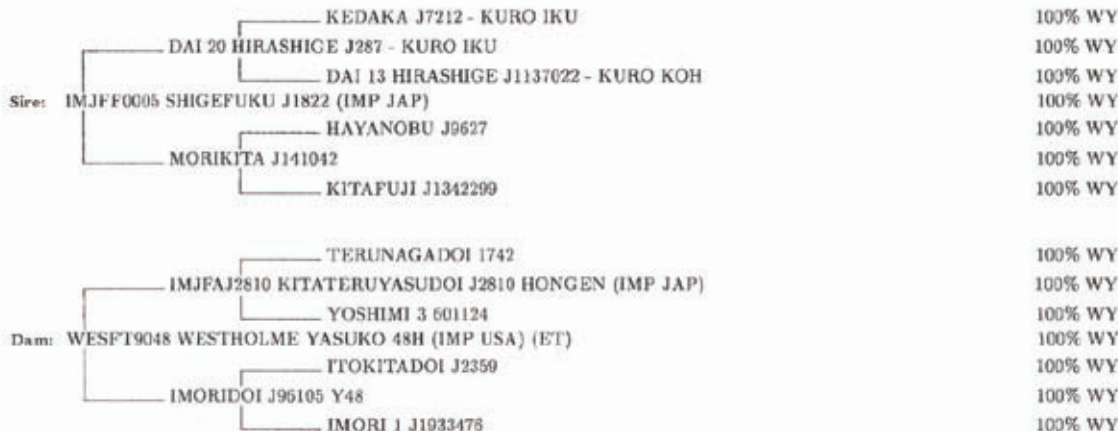 KEDAKA J7212 - KURO IKU 100% WY
DAI 20 HIRASHIGE J287 - KURO IKU 100% WY
DAI 13 HIRASHIGE J1137022 - KURO KOH 100% WY
Sire: IMJFF0005 SHIGEFUKU J1822 (IMP JAP) 100% WY
HAYANOBU J9627 100% WY
MORIKITA J141042 100% WY
KITAFUJI J1342299 100% WY
TERUNAGADOI 1742 100% WY
IMJFAJ2810 KITATERUYASUDOI J2810 HONGEN (IMP JAP) 100% WY
YOSHIMI 3 601124 100% WY
Dam: WESFT9048 WESTHOLME YASUKO 48H (IMP USA) (ET) 100% WY
ITOKITADOI J2359 100% WY
IMORIDOI J96105 Y48 100% WY
IMORI 1 J1933476 100% WY